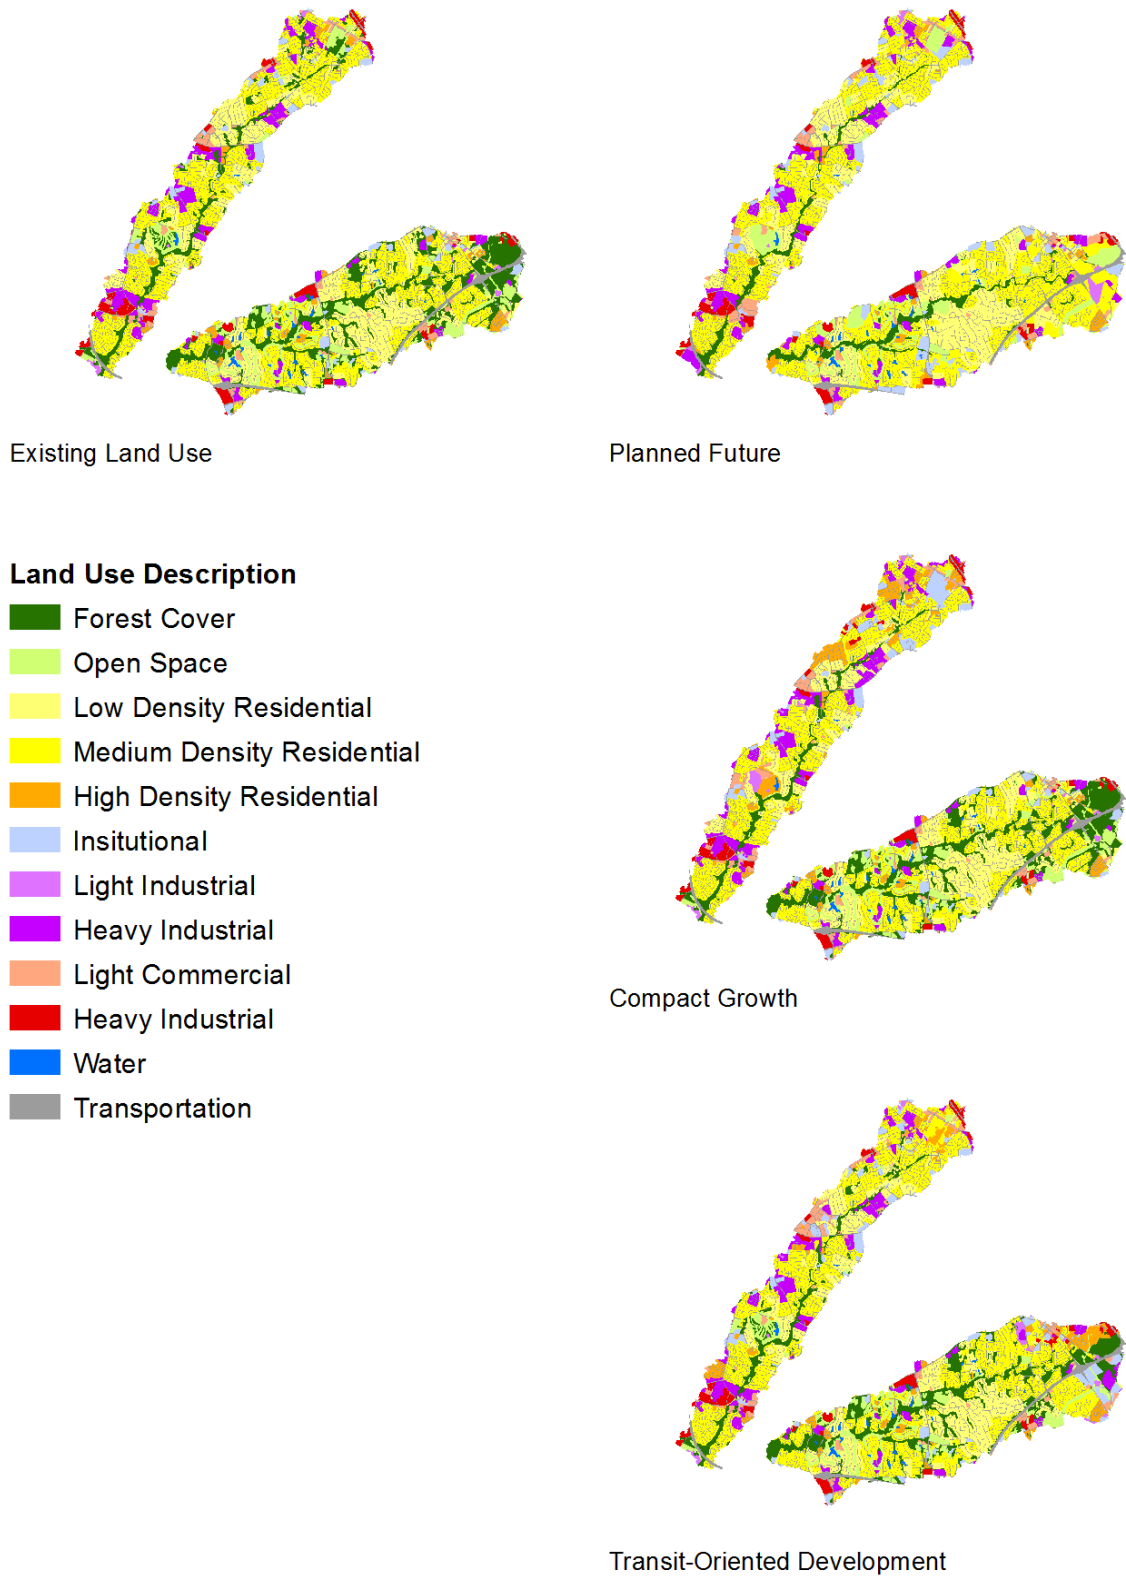 Existing Land Use
Planned Future
Land Use Description
Forest Cover
Open Space
Low Density Residential
Medium Density Residential
High Density Residential
Insitutional
Light Industrial
Heavy Industrial
Light Commercial
Heavy Industrial
Water
Transportation
Compact Growth
Transit-Oriented Development